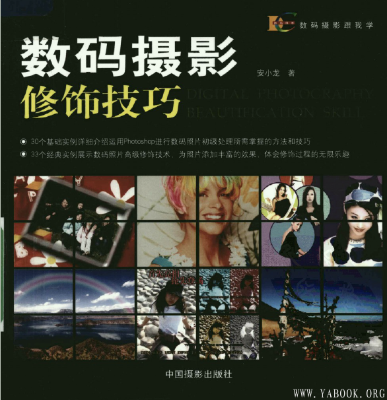 数码摄影跟我学
数码摄影
安小龙 著
DIGITAL PHOTOGRAPHY
修饰技巧
BEAUTIFICATION SKILL
● 30个基础实例详细介绍运用Photoshop进行数码照片初级处理所需掌握的方法和技巧
● 33个经典实例展示数码照片高级修饰技术，为照片添加丰富的效果，体会修饰过程的无限乐趣
中国摄影出版社
WWW.YABOOK.ORG